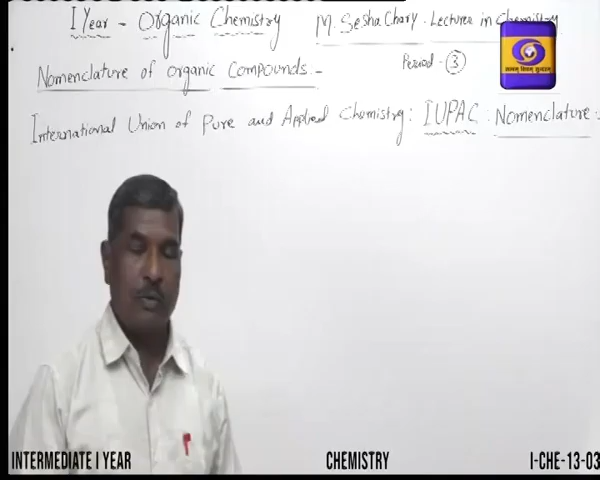 I Year - Organic Chemistry M. Sesha Chary. Lecturer in Chemistry.
Nomenclature of organic Compounds. - Period - 3
International Union of Pure and Applied Chemistry: IUPAC Nomenclature.
INTERMEDIATE I YEAR CHEMISTRY I-CHE-13-03